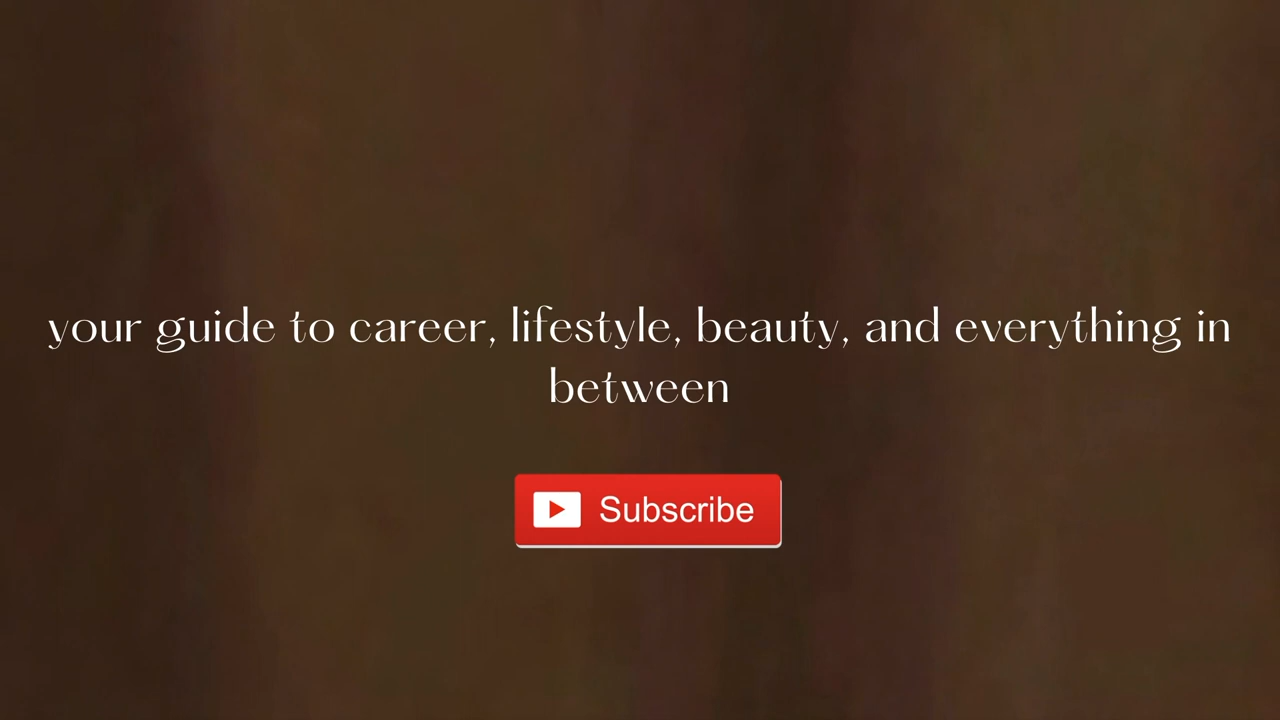 your guide to career, lifestyle, beauty, and everything in
between
Subscribe